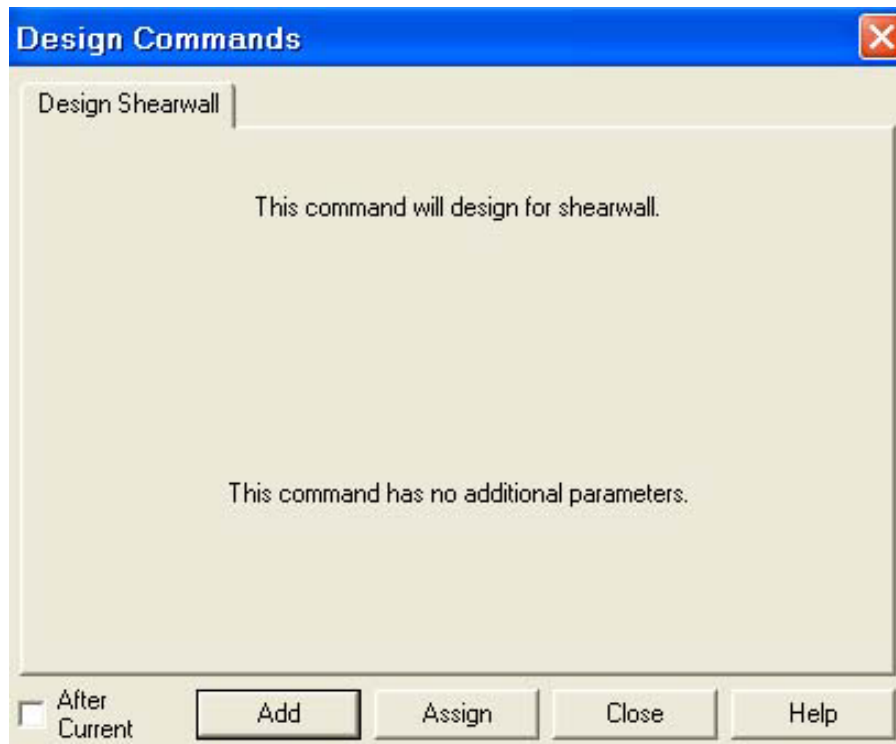 Design Commands
Design Shearwall
This command will design for shearwall.
This command has no additional parameters.
After
Current
Add
Assign
Close
Help